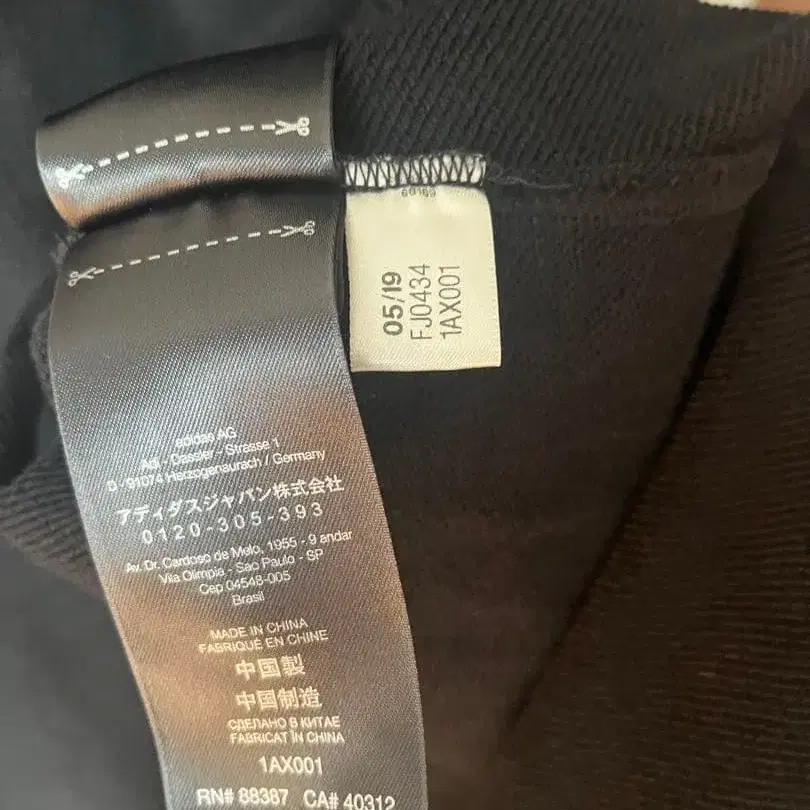 69169
05/19
FJ0434
1AX001
adidas AG
Adi - Dassler - Strasse 1
D - 91074 Herzogenaurach / Germany
アディダスジャパン株式会社
0120-305-393
Av. Dr. Cardoso de Melo, 1955 - 9 andar
Vila Olimpia - Sao Paulo - SP
Cep 04548-005
Brasil
MADE IN CHINA
FABRIQUÉ EN CHINE
中国製
中国制造
СДЕЛАНО В КИТАЕ
FABRICAT ÎN CHINA
1AX001
RN# 88387 CA# 40312